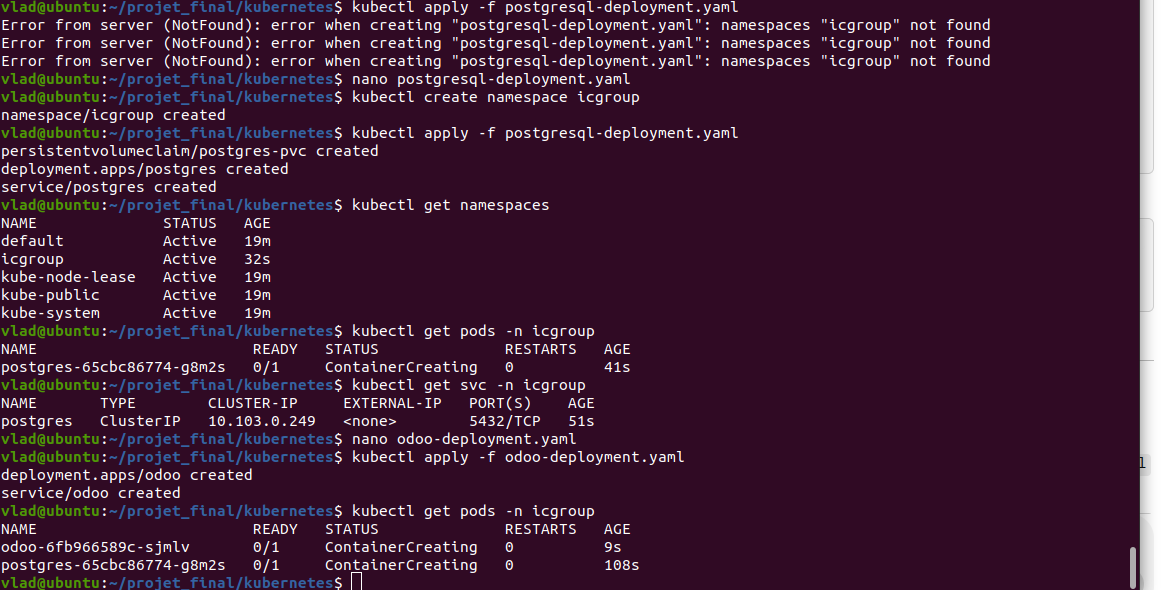 vlad@ubuntu:~/projet_final/kubernetes$ kubectl apply -f postgresql-deployment.yaml
Error from server (NotFound): error when creating "postgresql-deployment.yaml": namespaces "icgroup" not found
Error from server (NotFound): error when creating "postgresql-deployment.yaml": namespaces "icgroup" not found
Error from server (NotFound): error when creating "postgresql-deployment.yaml": namespaces "icgroup" not found
vlad@ubuntu:~/projet_final/kubernetes$ nano postgresql-deployment.yaml
vlad@ubuntu:~/projet_final/kubernetes$ kubectl create namespace icgroup
namespace/icgroup created
vlad@ubuntu:~/projet_final/kubernetes$ kubectl apply -f postgresql-deployment.yaml
persistentvolumeclaim/postgres-pvc created
deployment.apps/postgres created
service/postgres created
vlad@ubuntu:~/projet_final/kubernetes$ kubectl get namespaces
NAME              STATUS   AGE
default           Active   19m
icgroup           Active   32s
kube-node-lease   Active   19m
kube-public       Active   19m
kube-system       Active   19m
vlad@ubuntu:~/projet_final/kubernetes$ kubectl get pods -n icgroup
NAME                        READY   STATUS              RESTARTS   AGE
postgres-65cbc86774-g8m2s   0/1     ContainerCreating   0          41s
vlad@ubuntu:~/projet_final/kubernetes$ kubectl get svc -n icgroup
NAME       TYPE        CLUSTER-IP     EXTERNAL-IP   PORT(S)    AGE
postgres   ClusterIP   10.103.0.249   <none>        5432/TCP   51s
vlad@ubuntu:~/projet_final/kubernetes$ nano odoo-deployment.yaml
vlad@ubuntu:~/projet_final/kubernetes$ kubectl apply -f odoo-deployment.yaml
deployment.apps/odoo created
service/odoo created
vlad@ubuntu:~/projet_final/kubernetes$ kubectl get pods -n icgroup
NAME                        READY   STATUS              RESTARTS   AGE
odoo-6fb966589c-sjmlv       0/1     ContainerCreating   0          9s
postgres-65cbc86774-g8m2s   0/1     ContainerCreating   0          108s
vlad@ubuntu:~/projet_final/kubernetes$